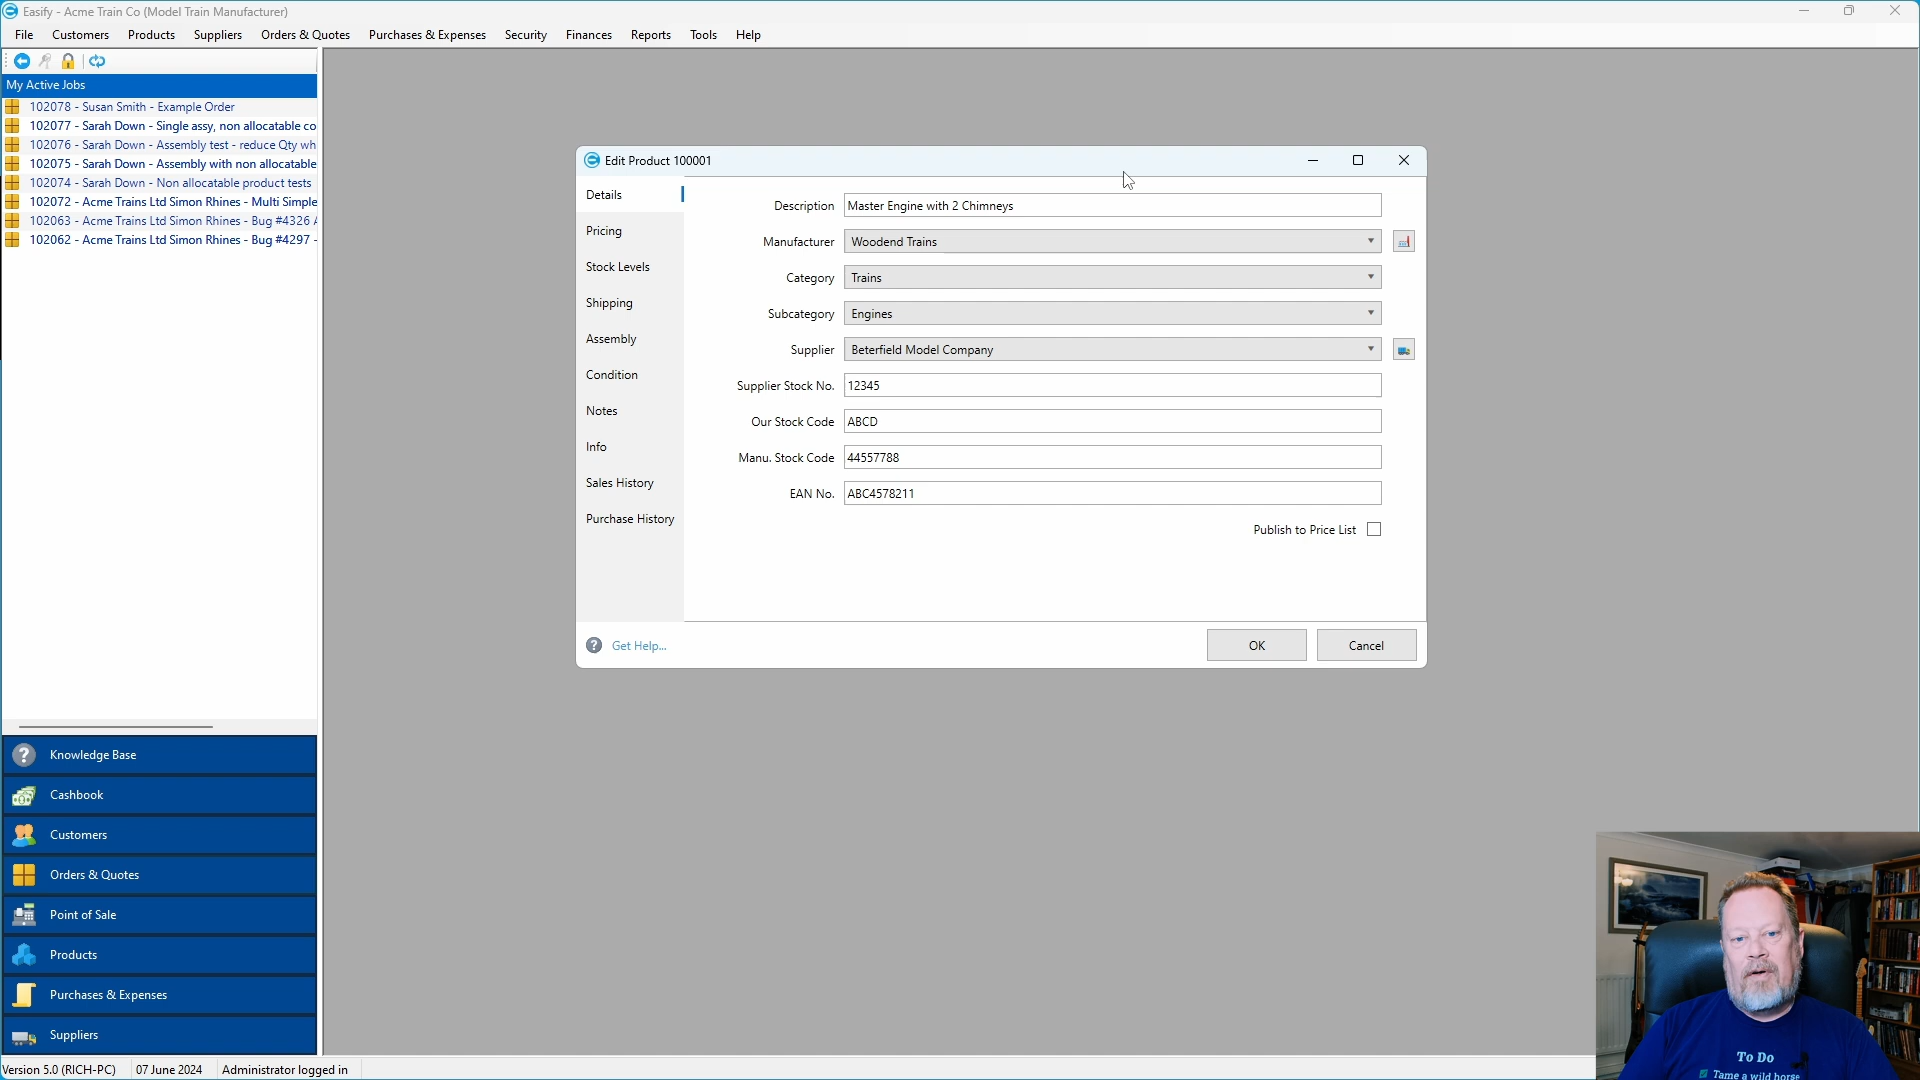 Easify - Acme Train Co (Model Train Manufacturer)
File Customers Products Suppliers Orders & Quotes Purchases & Expenses Security Finances Reports Tools Help
My Active Jobs
102078 - Susan Smith - Example Order
102077 - Sarah Down - Single assy, non allocatable co
102076 - Sarah Down - Assembly test - reduce Qty wh
102075 - Sarah Down - Assembly with non allocatable
102074 - Sarah Down - Non allocatable product tests
102072 - Acme Trains Ltd Simon Rhines - Multi Simple
102063 - Acme Trains Ltd Simon Rhines - Bug #4326 A
102062 - Acme Trains Ltd Simon Rhines - Bug #4297 -
Edit Product 100001
Details
Pricing
Stock Levels
Shipping
Assembly
Condition
Notes
Info
Sales History
Purchase History
Description Master Engine with 2 Chimneys
Manufacturer Woodend Trains
Category Trains
Subcategory Engines
Supplier Beterfield Model Company
Supplier Stock No. 12345
Our Stock Code ABCD
Manu. Stock Code 44557788
EAN No. ABC4578211
Publish to Price List
? Get Help...
OK Cancel
? Knowledge Base
Cashbook
Customers
Orders & Quotes
Point of Sale
Products
Purchases & Expenses
Suppliers
Version 5.0 (RICH-PC) 07 June 2024 Administrator logged in
To Do
Tame a wild horse